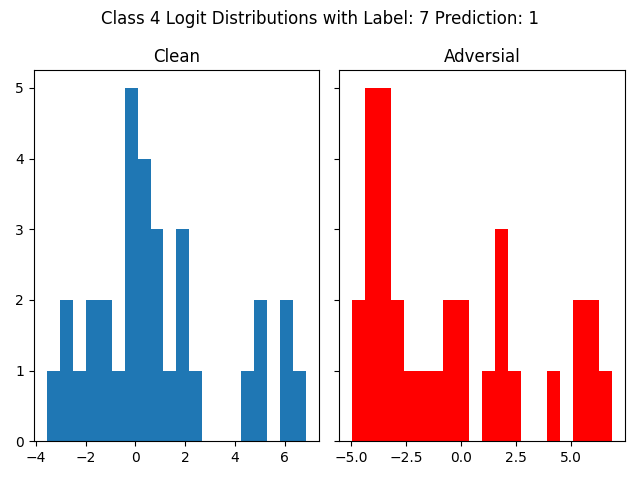 Class 4 Logit Distributions with Label: 7 Prediction: 1
Clean
Adversial
5
4
3
2
1
0
−4 −2 0 2 4 6
−5.0 −2.5 0.0 2.5 5.0